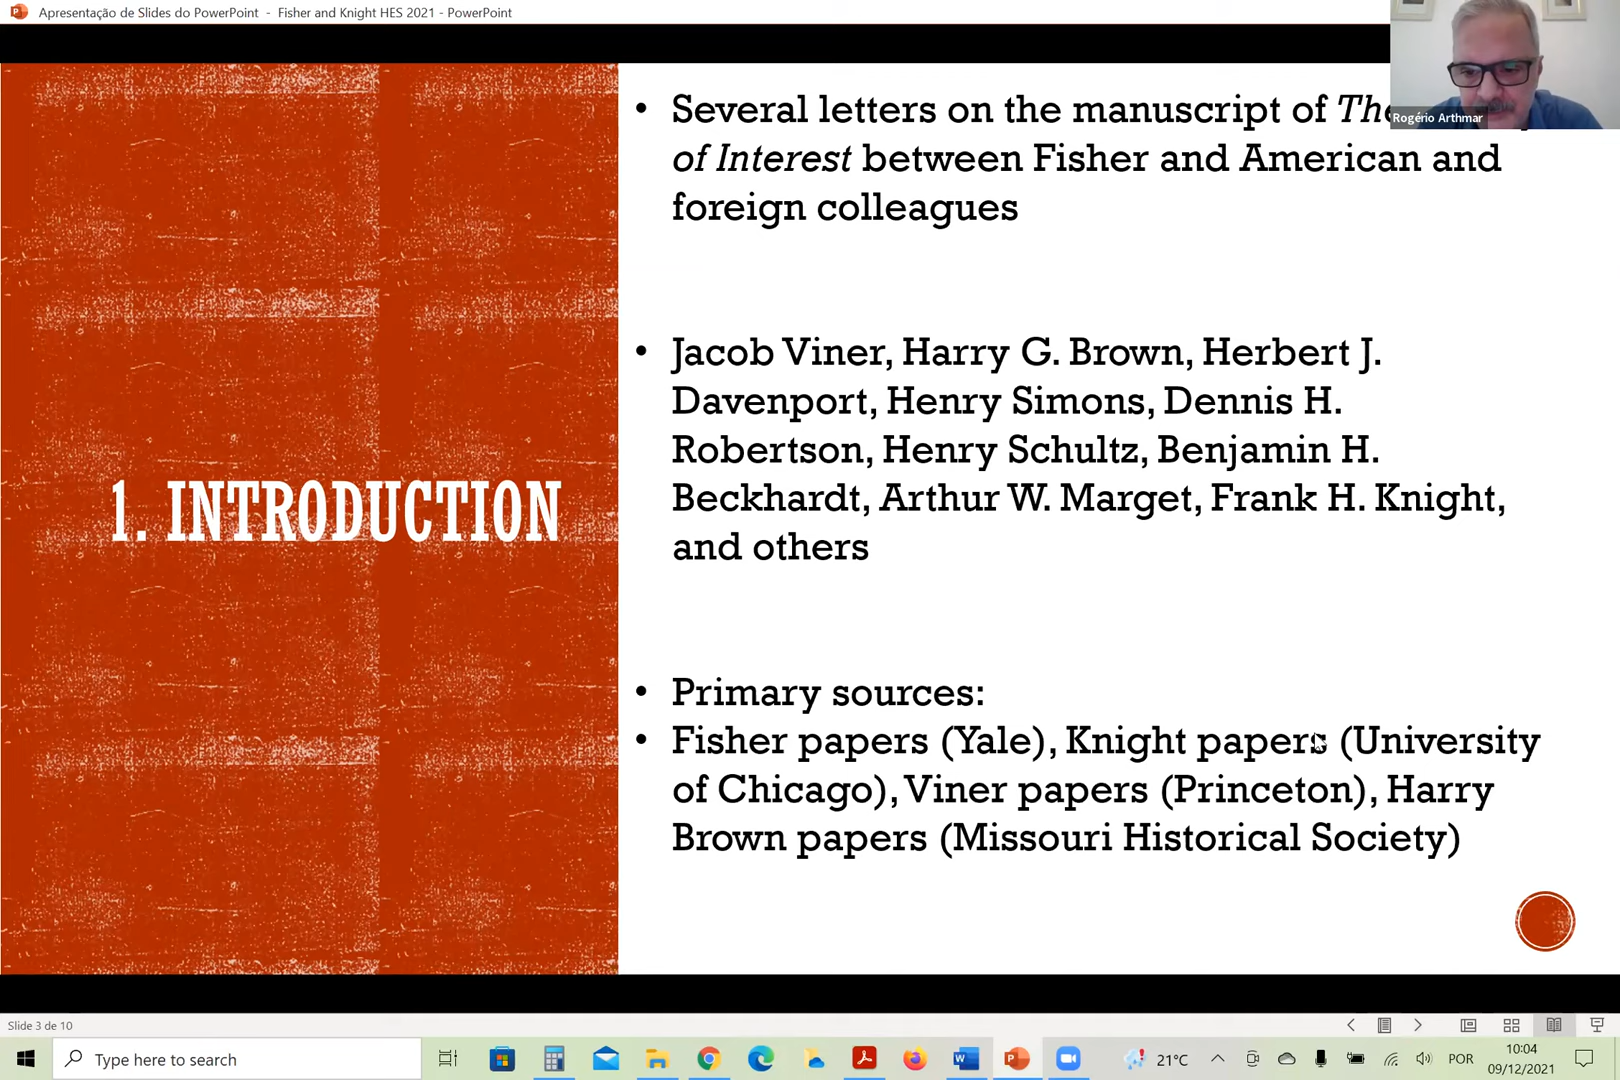 Apresentação de Slides do PowerPoint - Fisher and Knight HES 2021 - PowerPoint
Rogério Arthmar
• Several letters on the manuscript of
of Interest between Fisher and American and
foreign colleagues
• Jacob Viner, Harry G. Brown, Herbert J.
Davenport, Henry Simons, Dennis H.
Robertson, Henry Schultz, Benjamin H.
Beckhardt, Arthur W. Marget, Frank H. Knight,
and others
1. INTRODUCTION
• Primary sources:
• Fisher papers (Yale), Knight papers (University
of Chicago), Viner papers (Princeton), Harry
Brown papers (Missouri Historical Society)
Slide 3 de 10
Type here to search
21°C
POR
10:04
09/12/2021